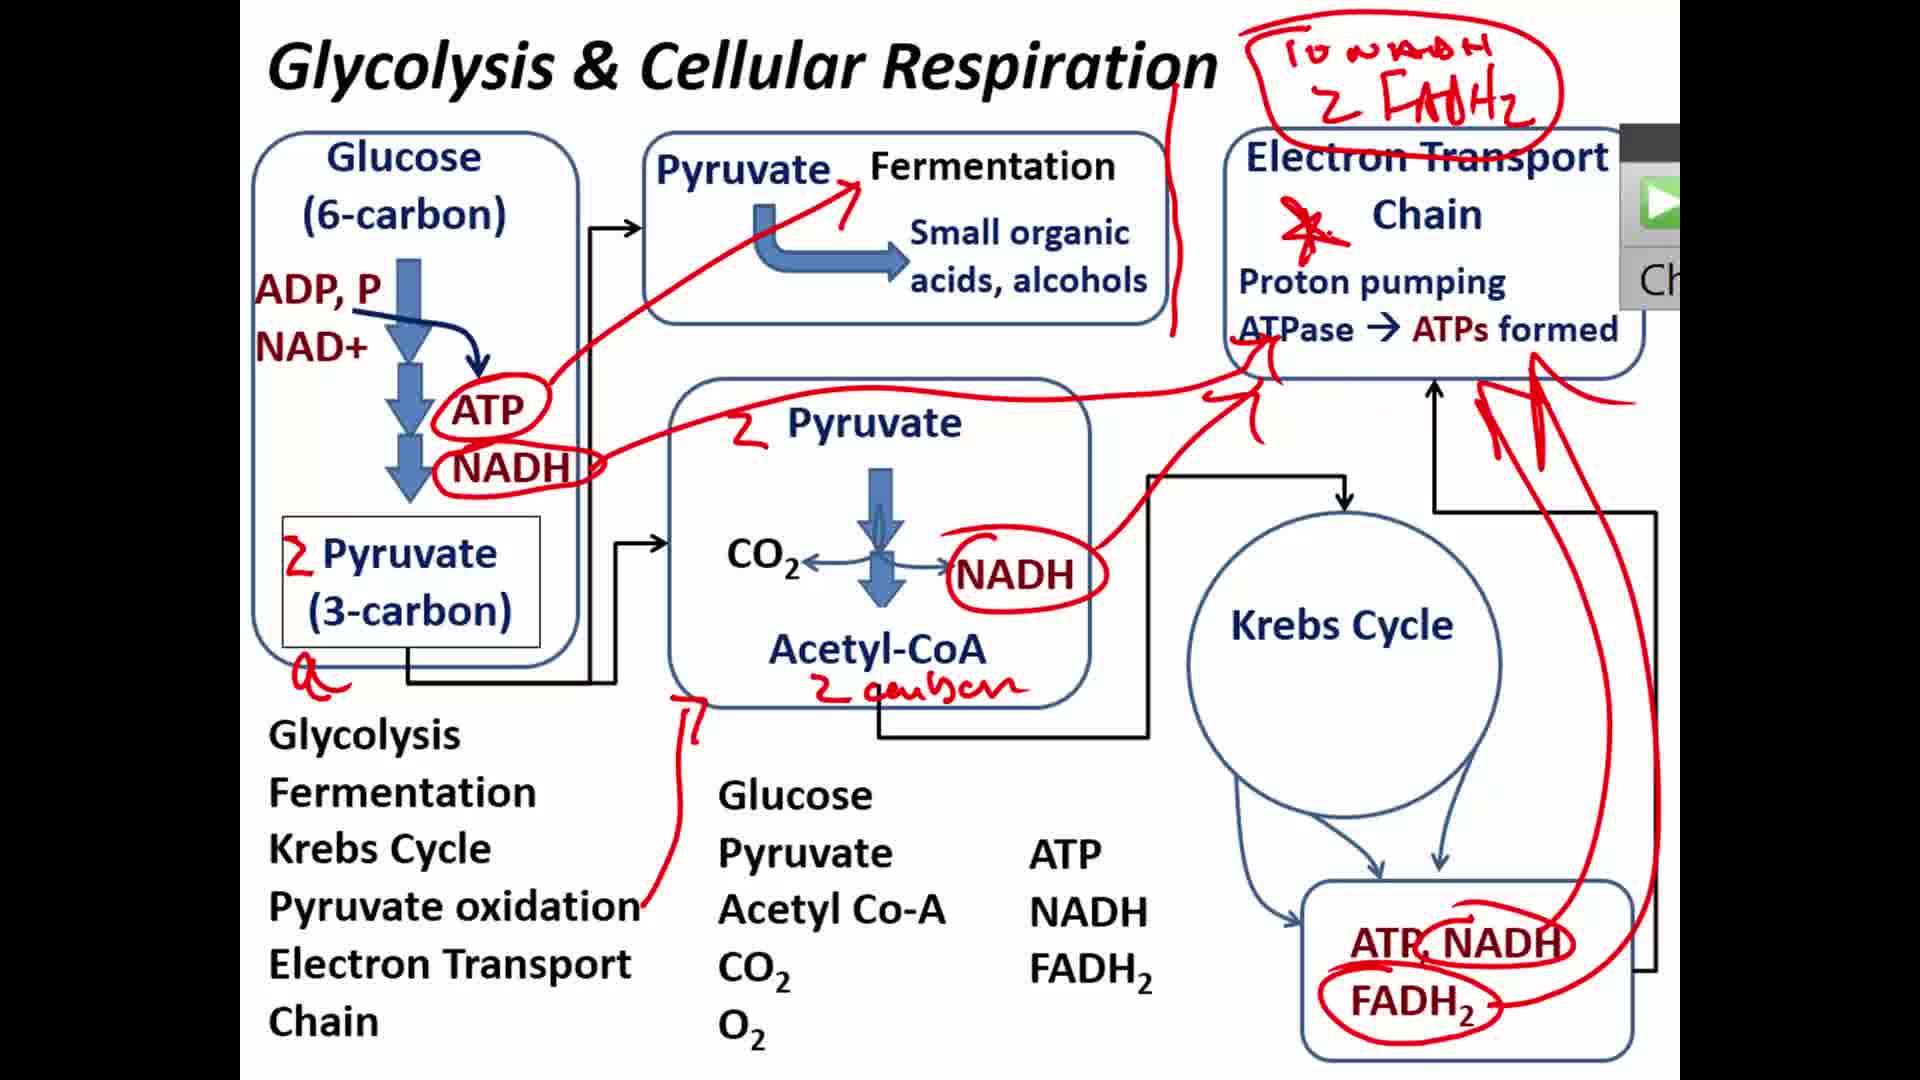 Glycolysis & Cellular Respiration
10 NADH
2 FADH2
Glucose
(6-carbon)
ADP, P
NAD+
ATP
NADH
2 Pyruvate
(3-carbon)
Pyruvate
Fermentation
Small organic
acids, alcohols
Electron Transport
Chain
Proton pumping
ATPase → ATPs formed
Ch
2 Pyruvate
CO2
NADH
Acetyl-CoA
2 carbon
Krebs Cycle
ATP, NADH
FADH2
Glycolysis
Fermentation
Krebs Cycle
Pyruvate oxidation
Electron Transport
Chain
Glucose
Pyruvate
Acetyl Co-A
CO2
O2
ATP
NADH
FADH2